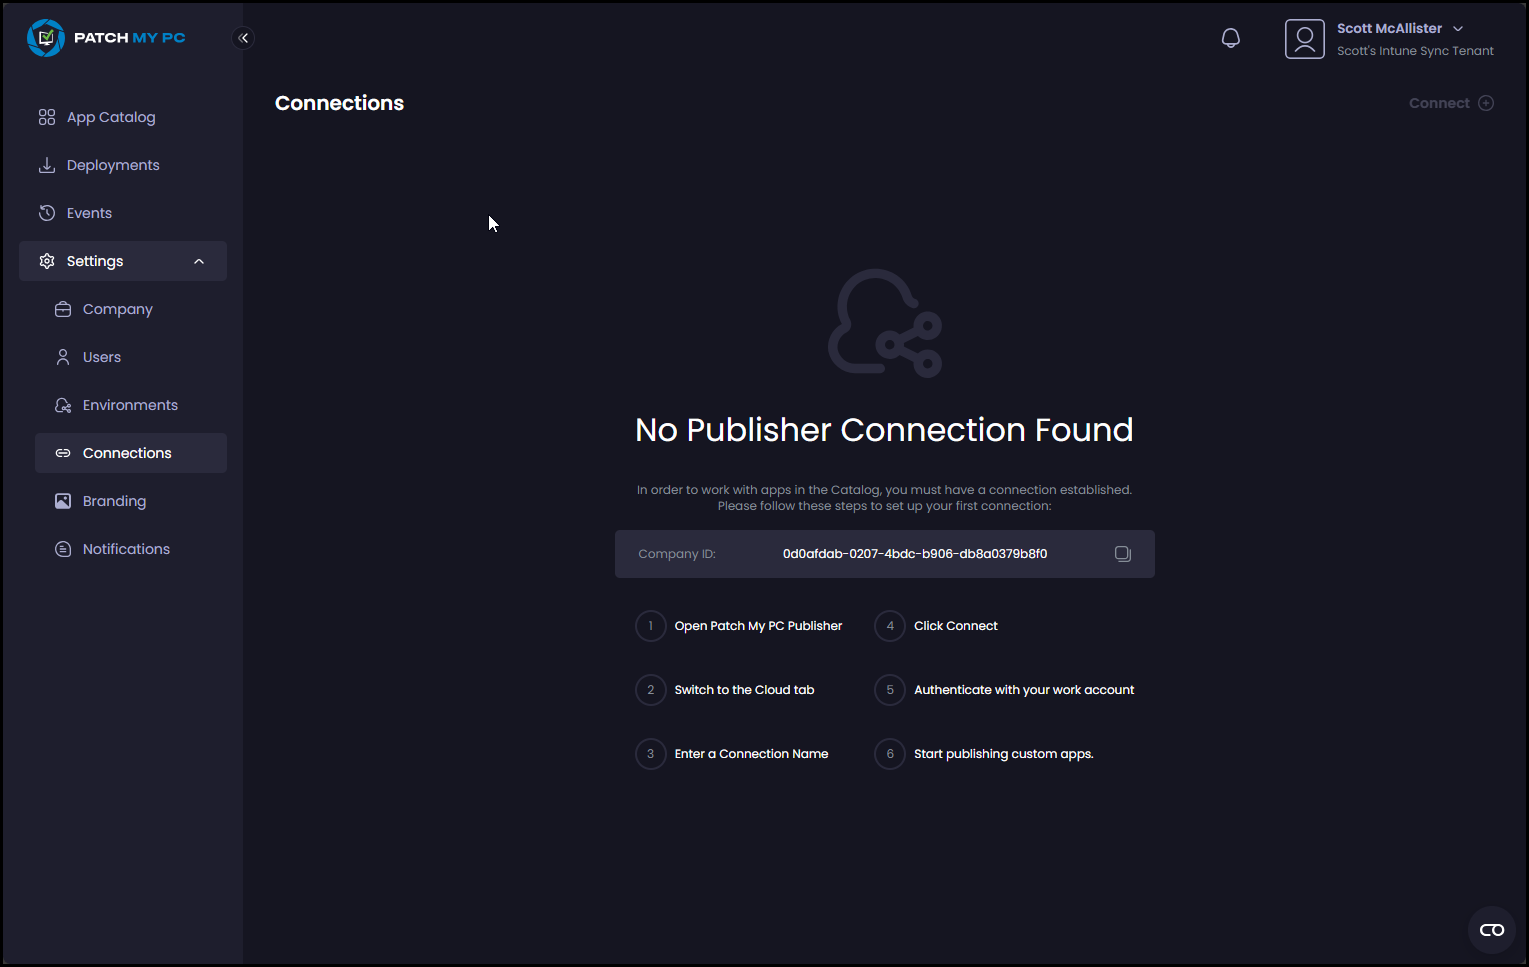 PATCH MY PC
Scott McAllister
Scott's Intune Sync Tenant
App Catalog
Deployments
Events
Settings
Company
Users
Environments
Connections
Branding
Notifications
Connections
Connect
No Publisher Connection Found
In order to work with apps in the Catalog, you must have a connection established.
Please follow these steps to set up your first connection:
Company ID: 0d0afdab-0207-4bdc-b906-db8a0379b8f0
1 Open Patch My PC Publisher
2 Switch to the Cloud tab
3 Enter a Connection Name
4 Click Connect
5 Authenticate with your work account
6 Start publishing custom apps.